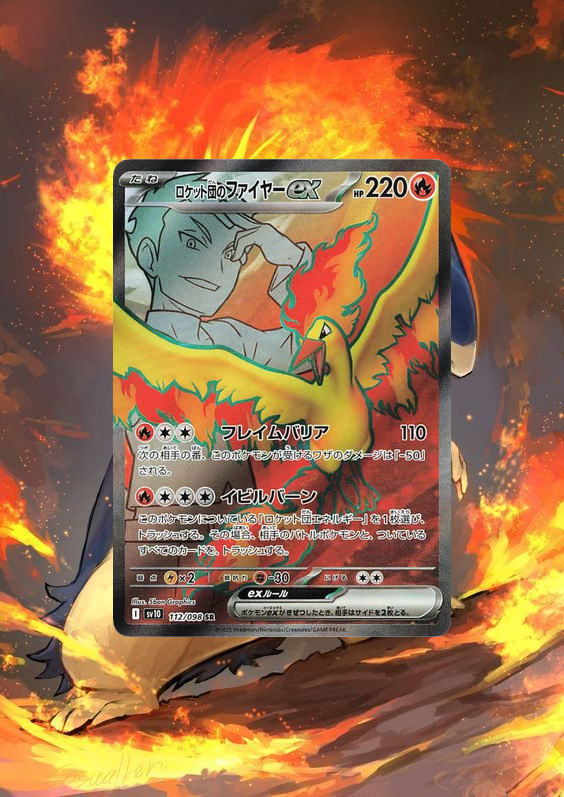 たね
ロケット団のファイヤーex HP 220
フレイムバリア 110
次の相手の番、このポケモンが受けるワザのダメージは「-50」
される。
イビルバーン
このポケモンについている「ロケット団エネルギー」を1枚選び、
トラッシュする。その場合、相手のバトルポケモンと、ついている
すべてのカードを、トラッシュする。
弱点 ×2 抵抗力 -30 にげる
exルール
ポケモンexがきぜつしたとき、相手はサイドを2枚とる。
Illus. 5ban Graphics
I sv10 112/098 SR
©2025 Pokémon/Nintendo/Creatures/GAME FREAK